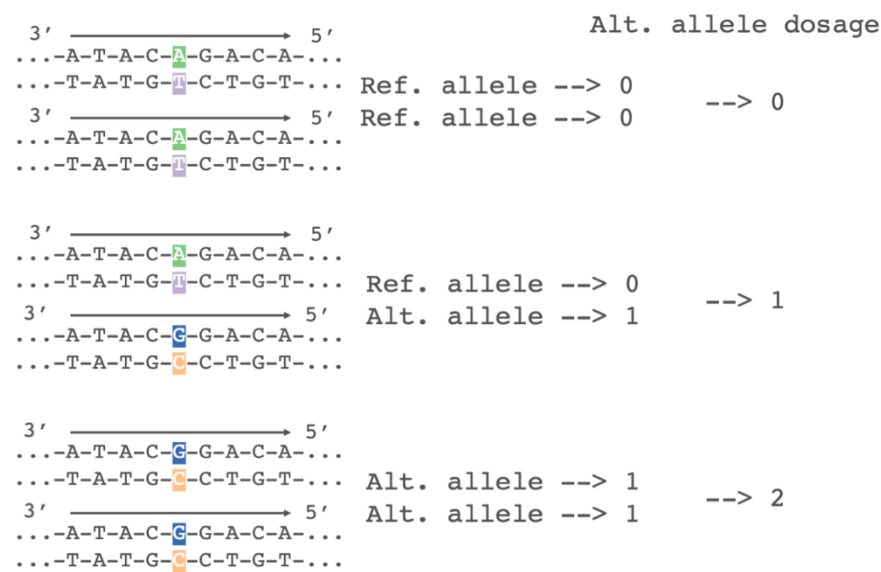 Alt. allele dosage
3′ 5′
...-A-T-A-C-A-G-A-C-A-...
...-T-A-T-G-T-C-T-G-T-...
Ref. allele --> 0
3′ 5′
Ref. allele --> 0
--> 0
...-A-T-A-C-A-G-A-C-A-...
...-T-A-T-G-T-C-T-G-T-...
3′ 5′
...-A-T-A-C-A-G-A-C-A-...
...-T-A-T-G-T-C-T-G-T-...
Ref. allele --> 0
3′ 5′
Alt. allele --> 1
--> 1
...-A-T-A-C-G-G-A-C-A-...
...-T-A-T-G-C-C-T-G-T-...
3′ 5′
...-A-T-A-C-G-G-A-C-A-...
...-T-A-T-G-C-C-T-G-T-...
Alt. allele --> 1
3′ 5′
Alt. allele --> 1
--> 2
...-A-T-A-C-G-G-A-C-A-...
...-T-A-T-G-C-C-T-G-T-...